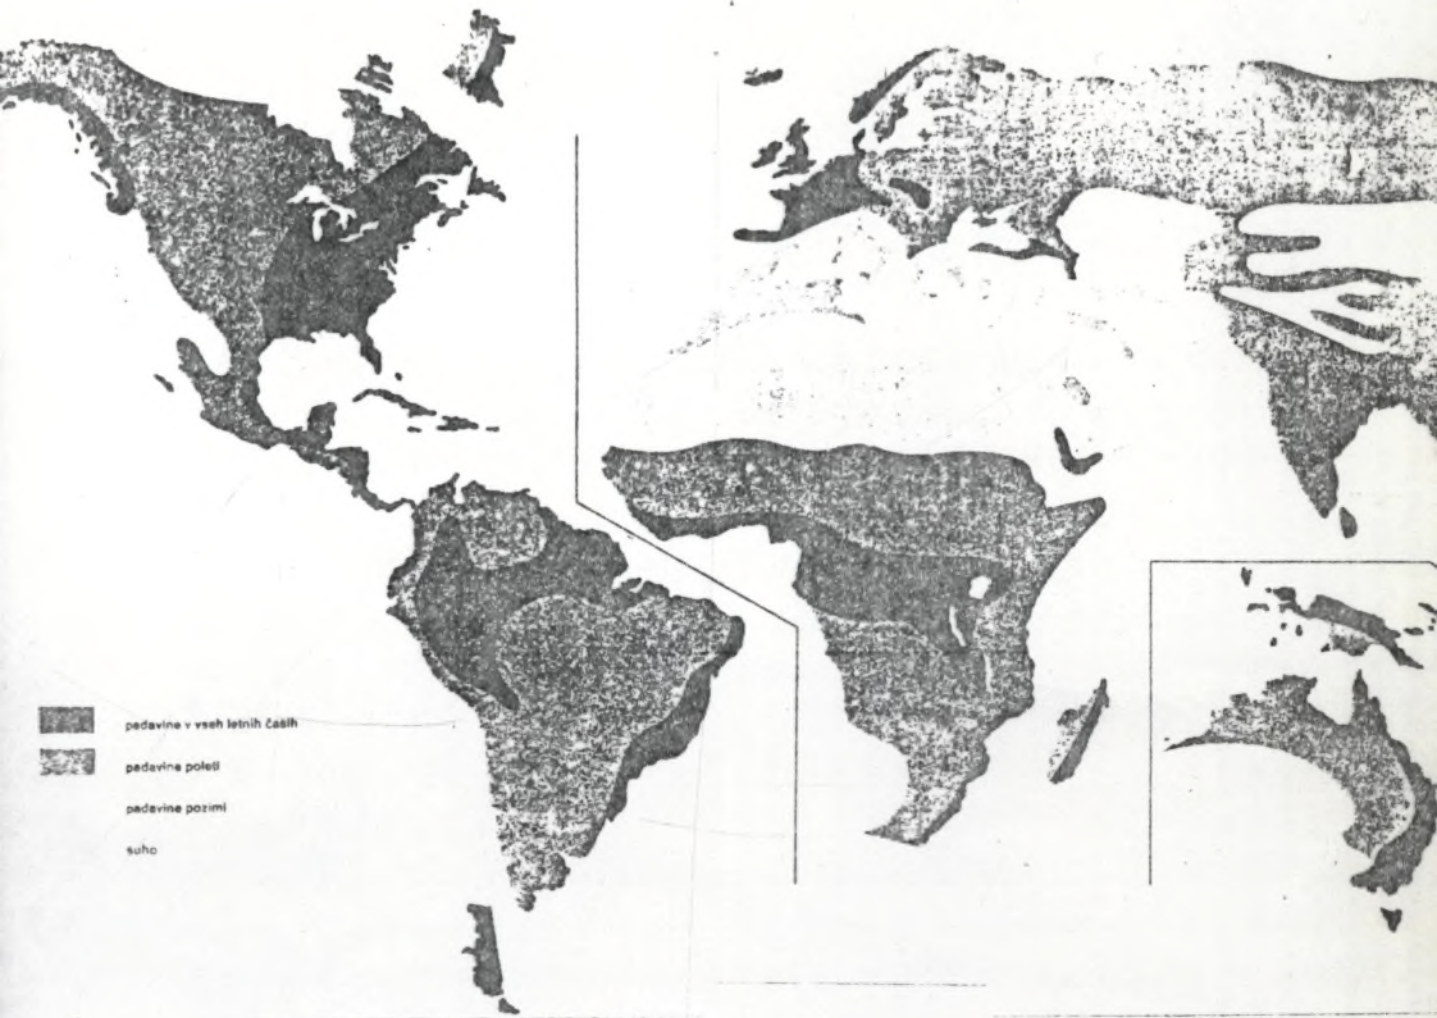 padavine v vseh letnih časih
padavine poleti
padavine pozimi
suho